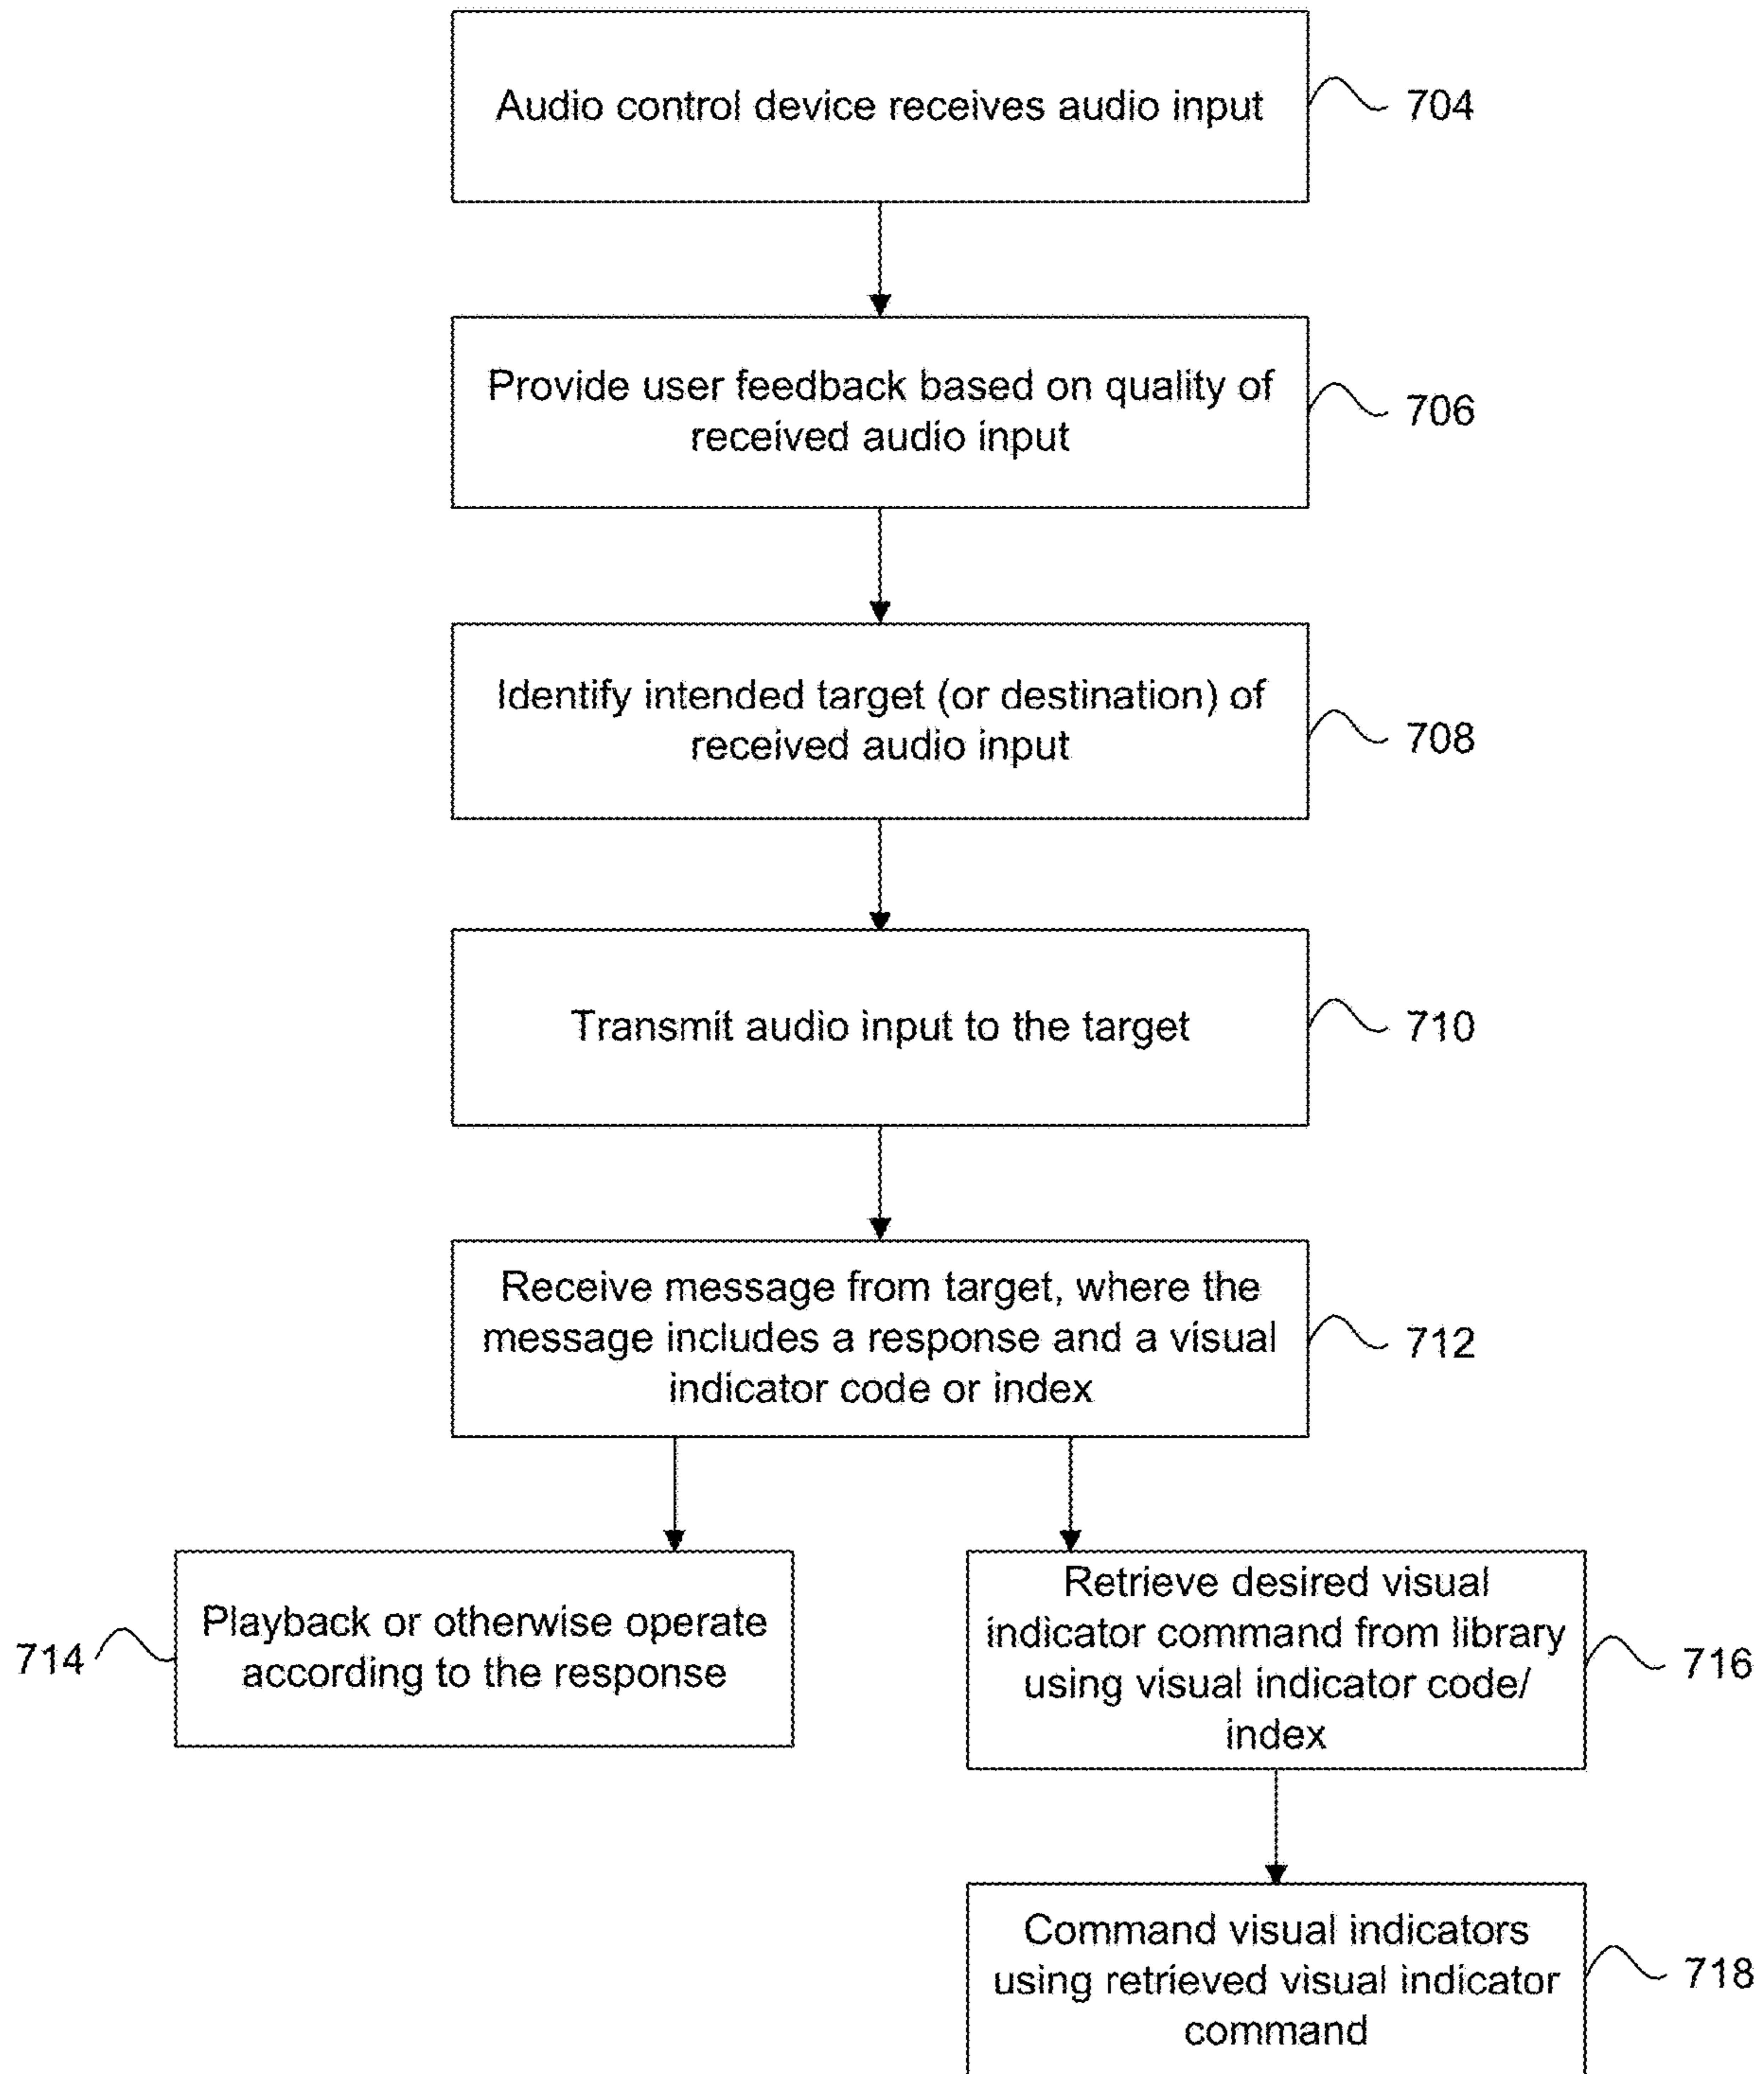 Audio control device receives audio input
704
Provide user feedback based on quality of
received audio input
706
Identify intended target (or destination) of
received audio input
708
Transmit audio input to the target
710
Receive message from target, where the
message includes a response and a visual
indicator code or index
712
714
Playback or otherwise operate
according to the response
Retrieve desired visual
indicator command from library
using visual indicator code/
index
716
Command visual indicators
using retrieved visual indicator
command
718